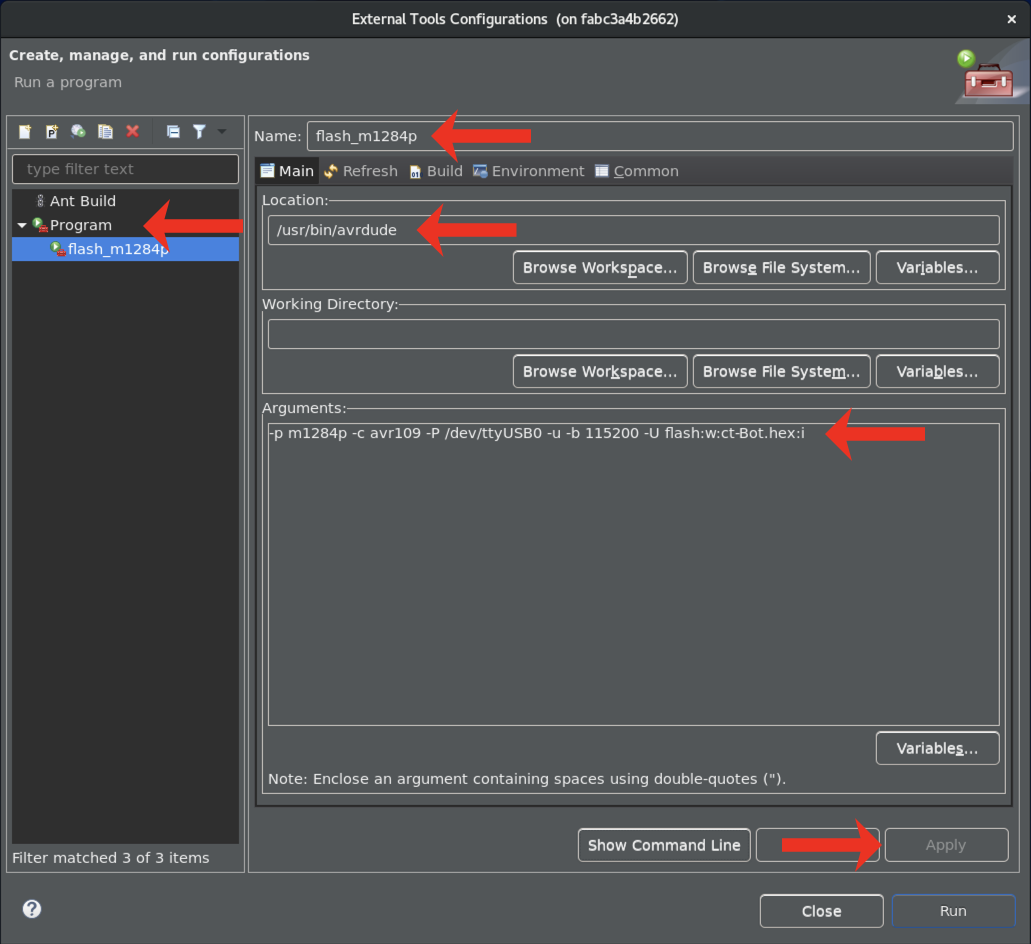 External Tools Configurations (on fabc3a4b2662)
Create, manage, and run configurations
Run a program
type filter text
Ant Build
Program
flash_m1284p
Filter matched 3 of 3 items
Name: flash_m1284p
Main Refresh Build Environment Common
Location:
/usr/bin/avrdude
Browse Workspace... Browse File System... Variables...
Working Directory:
Browse Workspace... Browse File System... Variables...
Arguments:
-p m1284p -c avr109 -P /dev/ttyUSB0 -u -b 115200 -U flash:w:ct-Bot.hex:i
Variables...
Note: Enclose an argument containing spaces using double-quotes (").
Show Command Line Apply
Close Run